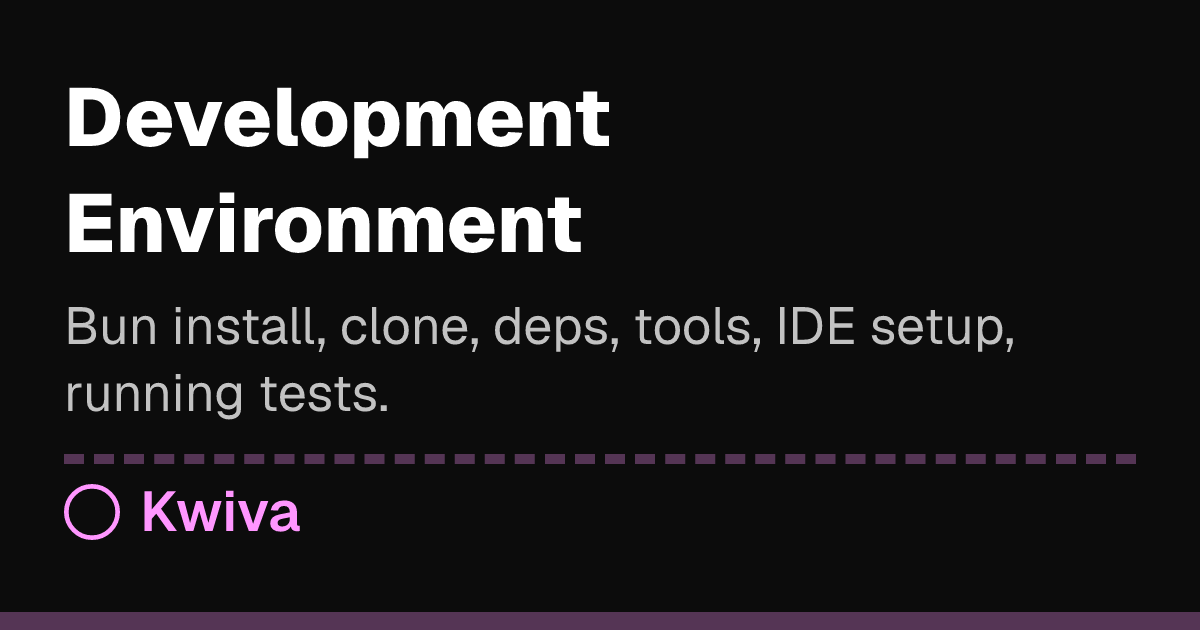 Development
Environment
Bun install, clone, deps, tools, IDE setup,
running tests.
Kwiva